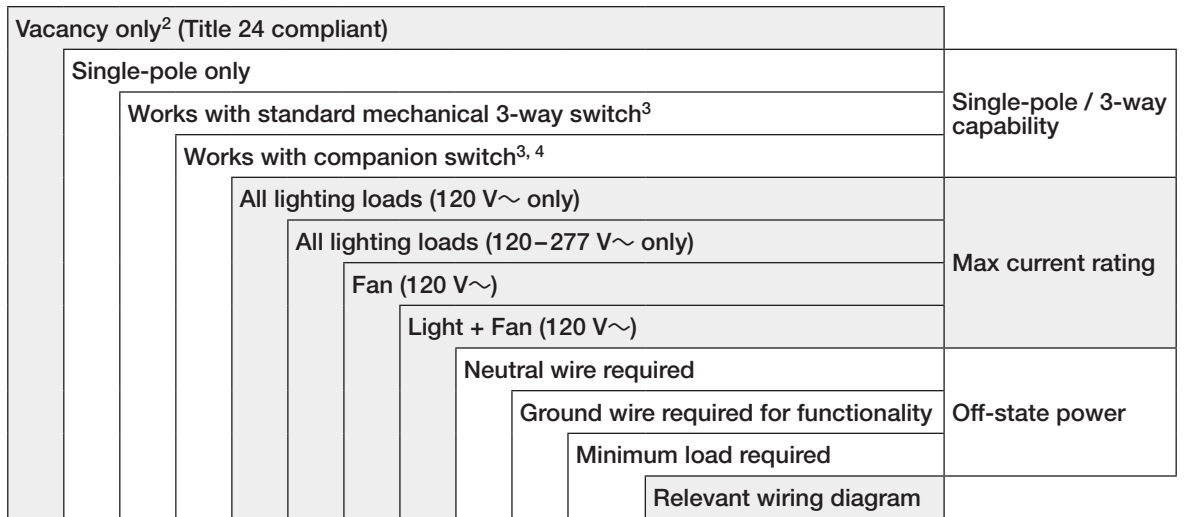 Vacancy only² (Title 24 compliant)
Single-pole only
Works with standard mechanical 3-way switch³
Works with companion switch³, ⁴
Single-pole / 3-way
capability
All lighting loads (120 V～ only)
All lighting loads (120–277 V～ only)
Fan (120 V～)
Light + Fan (120 V～)
Max current rating
Neutral wire required
Ground wire required for functionality
Minimum load required
Off-state power
Relevant wiring diagram